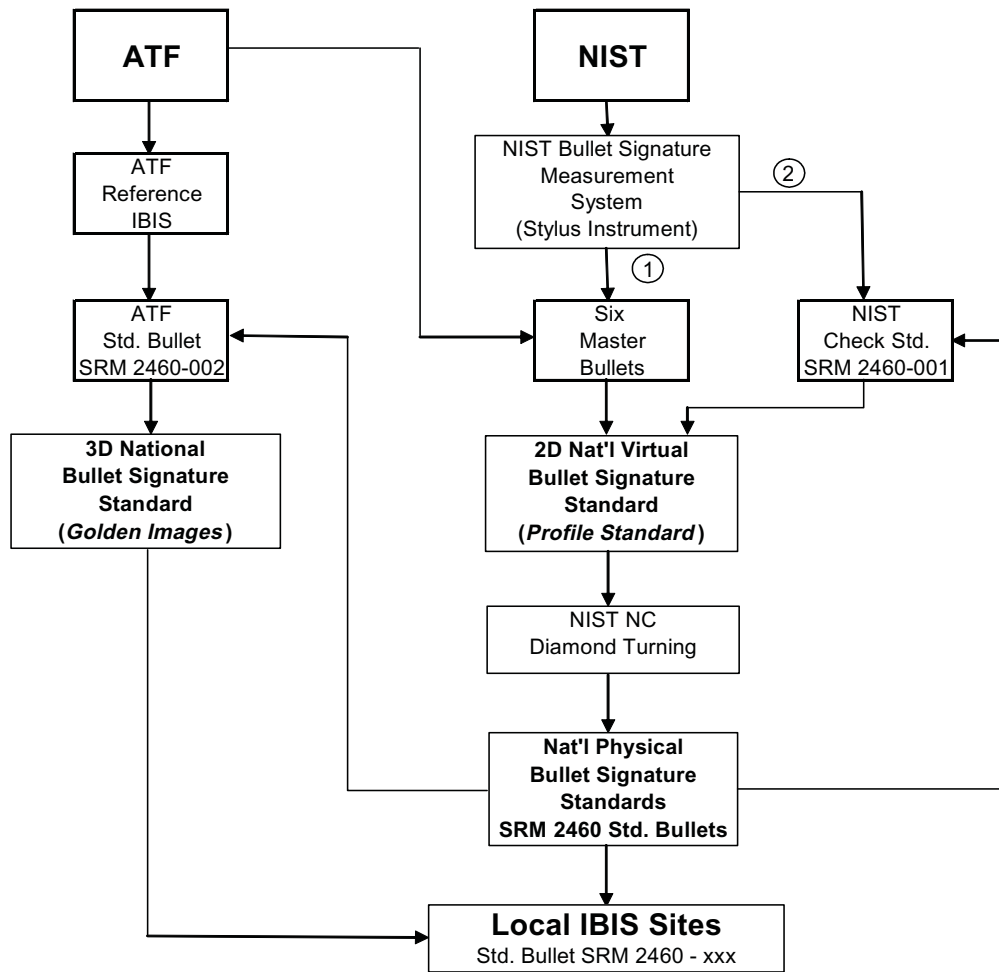 ATF
NIST
ATF
Reference
IBIS
NIST Bullet Signature
Measurement
System
(Stylus Instrument)
2
1
ATF
Std. Bullet
SRM 2460-002
Six
Master
Bullets
NIST
Check Std.
SRM 2460-001
3D National
Bullet Signature
Standard
(Golden Images)
2D Nat'l Virtual
Bullet Signature
Standard
(Profile Standard)
NIST NC
Diamond Turning
Nat'l Physical
Bullet Signature
Standards
SRM 2460 Std. Bullets
Local IBIS Sites
Std. Bullet SRM 2460 - xxx